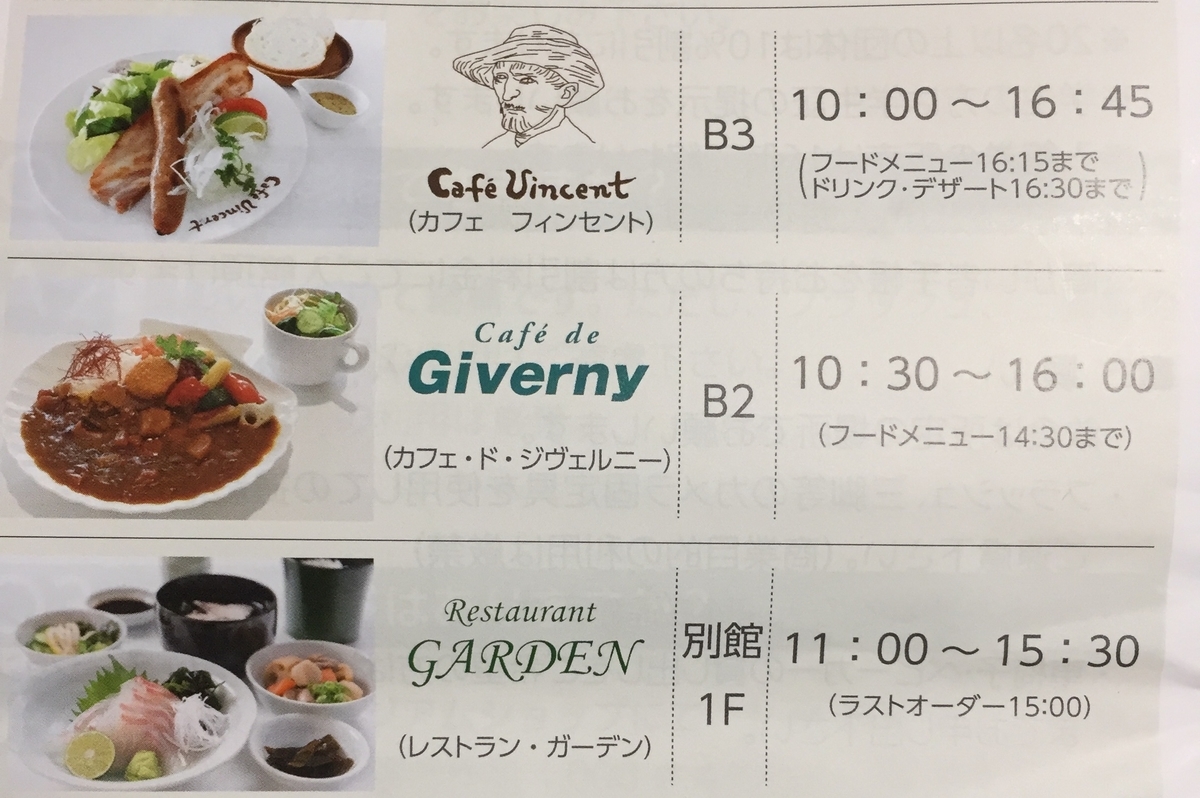 Café Vincent
Café Vincent
(カフェ フィンセント)
B3
10:00～16:45
(フードメニュー16:15まで
ドリンク・デザート16:30まで)
Café de
Giverny
(カフェ・ド・ジヴェルニー)
B2
10:30～16:00
(フードメニュー14:30まで)
Restaurant
GARDEN
(レストラン・ガーデン)
別館
1F
11:00～15:30
(ラストオーダー15:00)